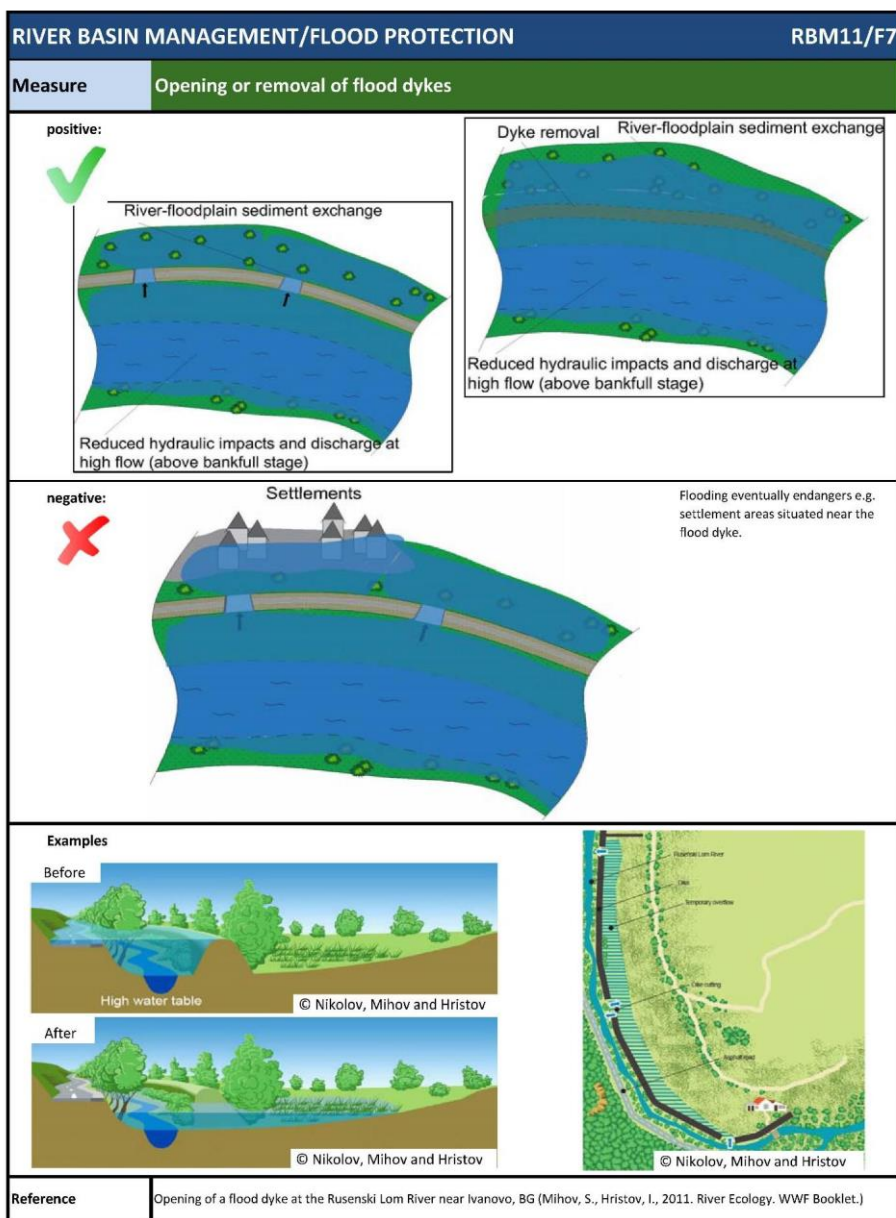 RIVER BASIN MANAGEMENT/FLOOD PROTECTION RBM11/F7
Measure Opening or removal of flood dykes
positive:
Dyke removal River-floodplain sediment exchange
River-floodplain sediment exchange
Reduced hydraulic impacts and discharge at
high flow (above bankfull stage)
Reduced hydraulic impacts and discharge at
high flow (above bankfull stage)
negative:
Settlements
Flooding eventually endangers e.g.
settlement areas situated near the
flood dyke.
Examples
Before
High water table
© Nikolov, Mihov and Hristov
After
© Nikolov, Mihov and Hristov
Rusenski Lom River
Dike
Temporary overflow
Dike cutting
Asphalt road
© Nikolov, Mihov and Hristov
Reference Opening of a flood dyke at the Rusenski Lom River near Ivanovo, BG (Mihov, S., Hristov, I., 2011. River Ecology. WWF Booklet.)